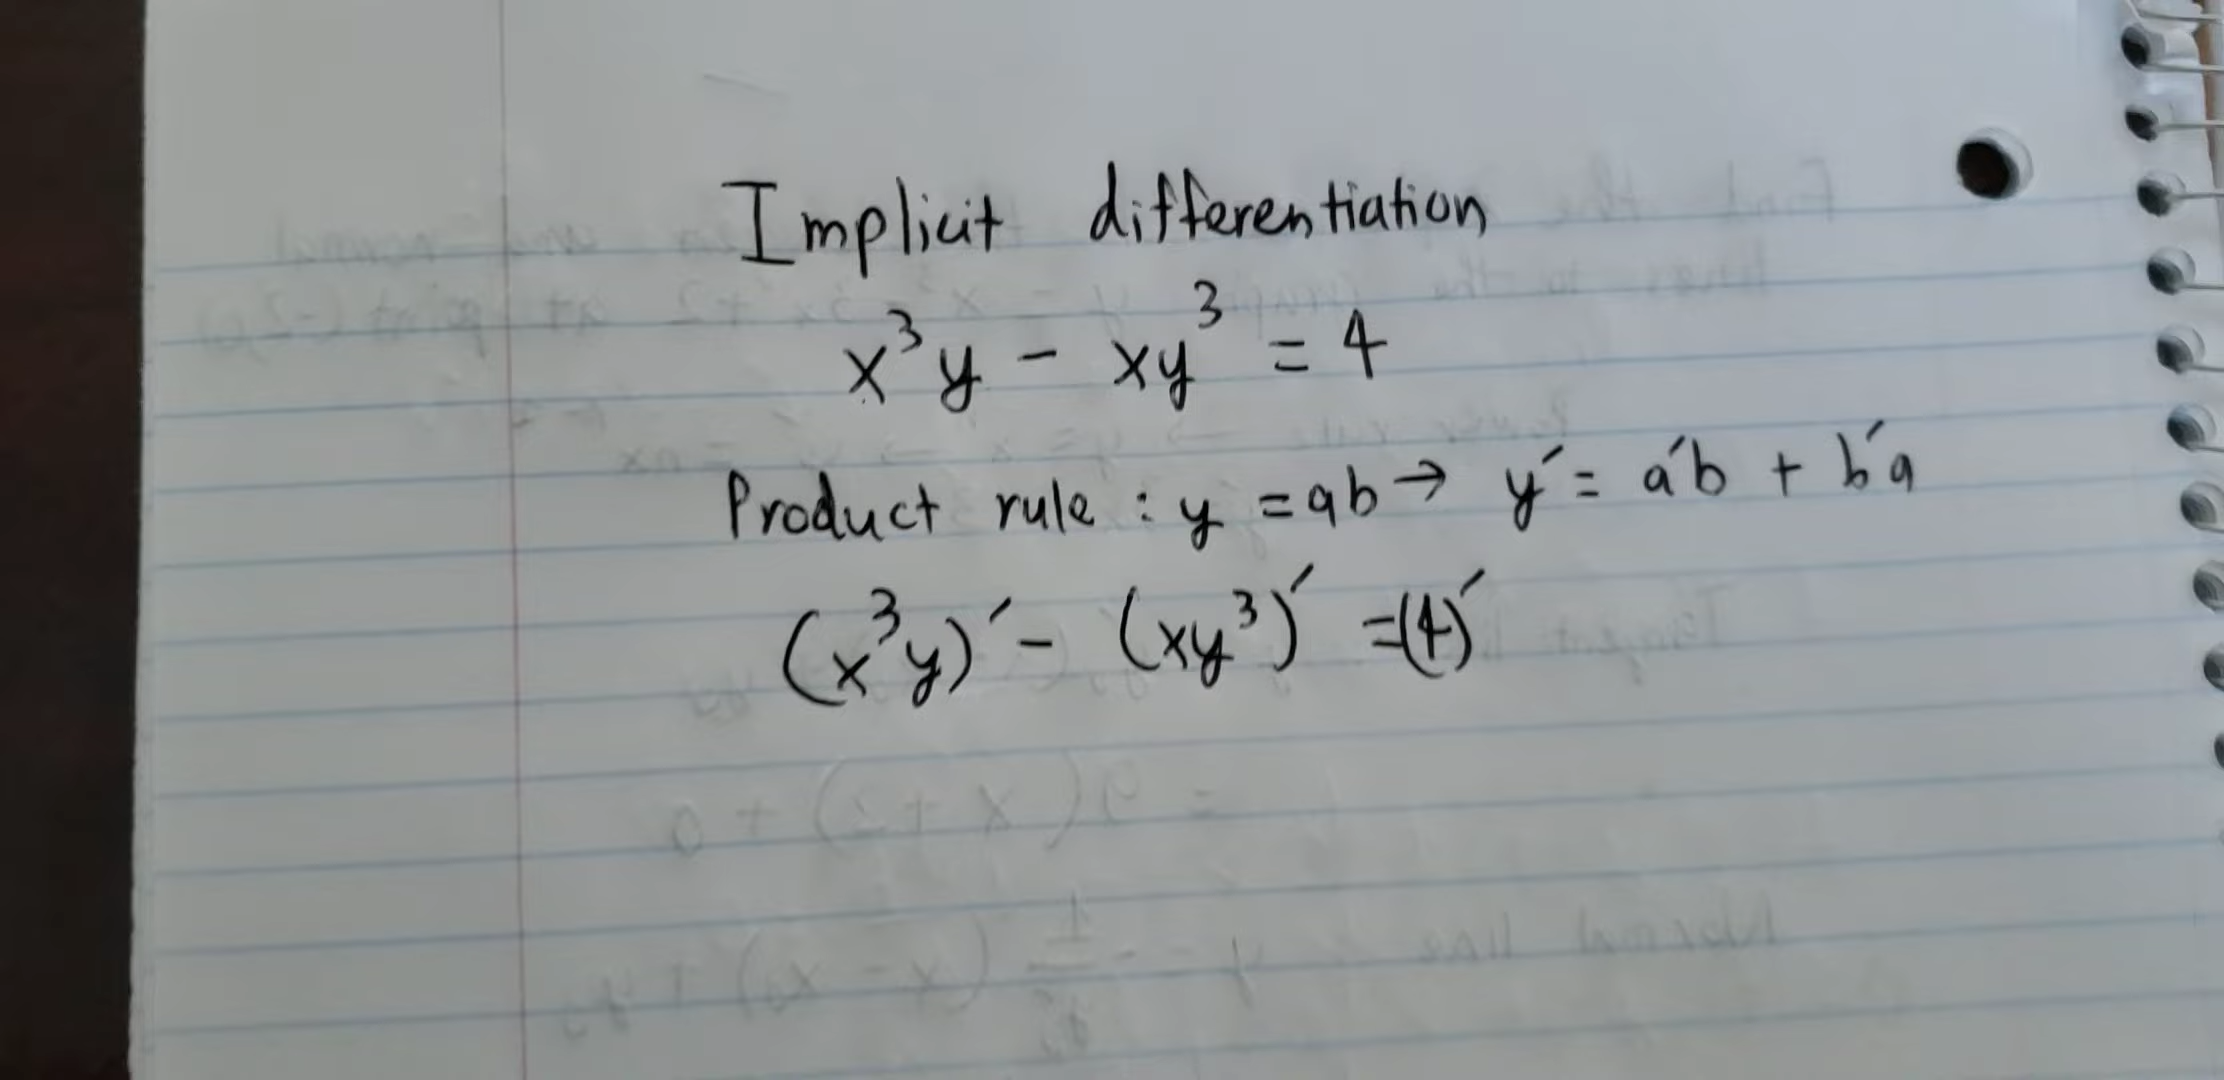 Implicit differentiation
x³y - xy³ = 4
Product rule : y = ab → y′ = a′b + b′a
(x³y)′ - (xy³)′ = (4)′